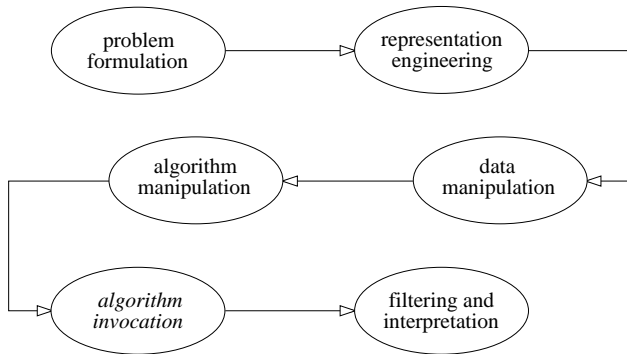 problem
formulation
representation
engineering
algorithm
manipulation
data
manipulation
algorithm
invocation
filtering and
interpretation